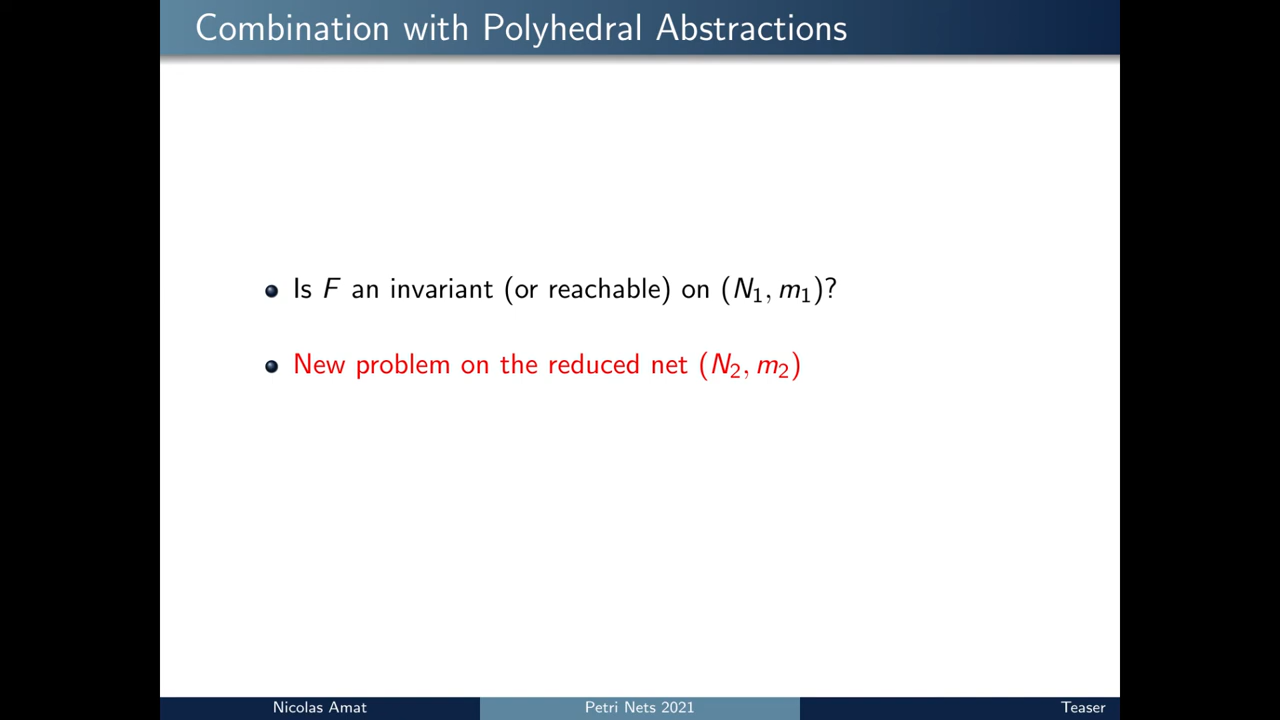 Combination with Polyhedral Abstractions
Is F an invariant (or reachable) on (N₁, m₁)?
New problem on the reduced net (N₂, m₂)
Nicolas Amat
Petri Nets 2021
Teaser